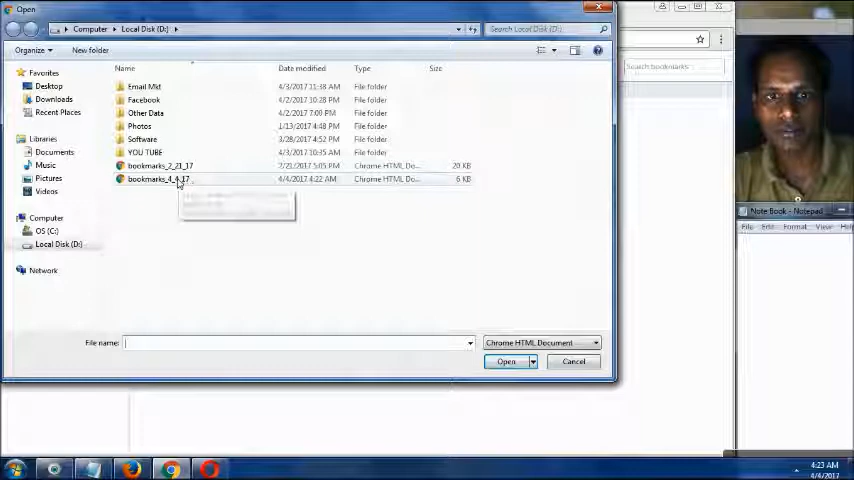 Open
Computer
Local Disk (D:)
Search Local Disk (D:)
Organize
New folder
Search bookmarks
Name
Date modified
Type
Size
Favorites
Desktop
Downloads
Recent Places
Libraries
Documents
Music
Pictures
Videos
Computer
OS (C:)
Local Disk (D:)
Network
Email Mkt 4/3/2017 11:38 AM File folder
Facebook 4/2/2017 10:28 PM File folder
Other Data 4/2/2017 7:00 PM File folder
Photos 1/13/2017 4:48 PM File folder
Software 3/28/2017 4:52 PM File folder
YOU TUBE 4/3/2017 10:35 AM File folder
bookmarks_2_21_17 2/21/2017 5:05 PM Chrome HTML Do... 20 KB
bookmarks_4_4_17 4/4/2017 4:22 AM Chrome HTML Do... 6 KB
Note Book - Notepad
File Edit Format View Help
File name:
Chrome HTML Document
Open
Cancel
4:23 AM
4/4/2017